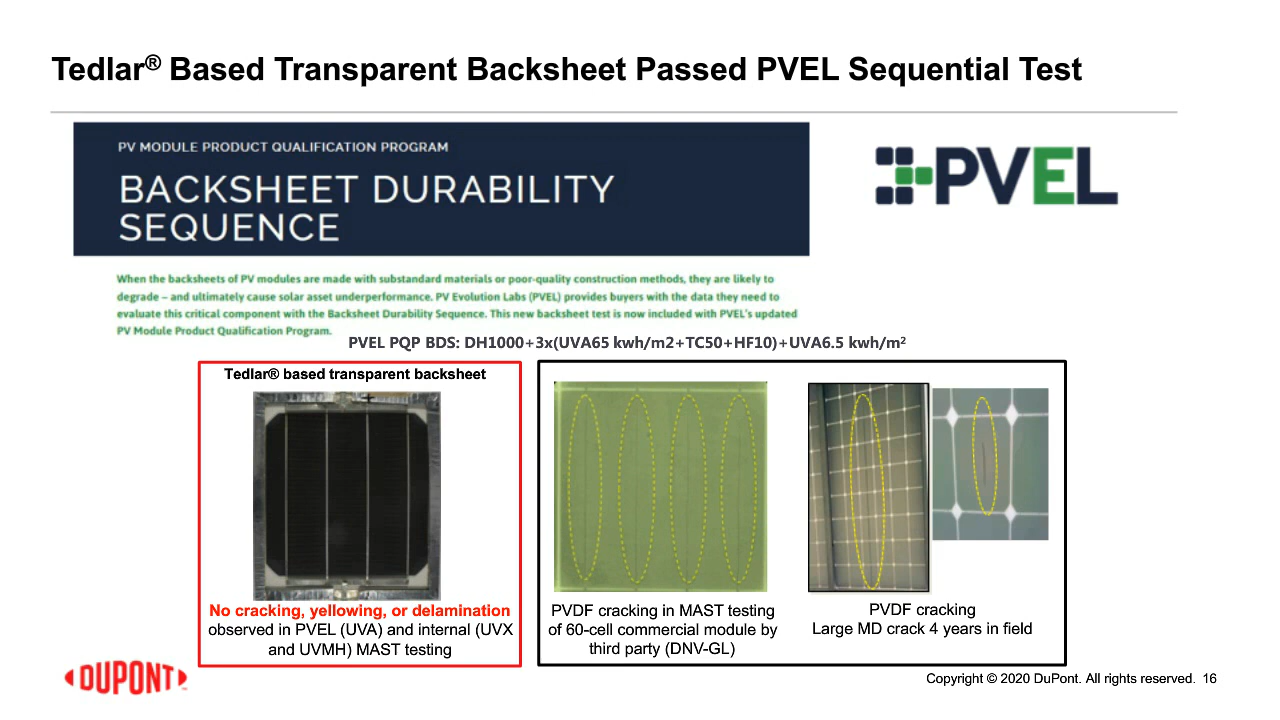 Tedlar® Based Transparent Backsheet Passed PVEL Sequential Test
PV MODULE PRODUCT QUALIFICATION PROGRAM
BACKSHEET DURABILITY
SEQUENCE
PVEL
When the backsheets of PV modules are made with substandard materials or poor-quality construction methods, they are likely to
degrade – and ultimately cause solar asset underperformance. PV Evolution Labs (PVEL) provides buyers with the data they need to
evaluate this critical component with the Backsheet Durability Sequence. This new backsheet test is now included with PVEL's updated
PV Module Product Qualification Program.
PVEL PQP BDS: DH1000+3x(UVA65 kwh/m2+TC50+HF10)+UVA6.5 kwh/m²
Tedlar® based transparent backsheet
No cracking, yellowing, or delamination
observed in PVEL (UVA) and internal (UVX
and UVMH) MAST testing
PVDF cracking in MAST testing
of 60-cell commercial module by
third party (DNV-GL)
PVDF cracking
Large MD crack 4 years in field
DUPONT
Copyright © 2020 DuPont. All rights reserved. 16